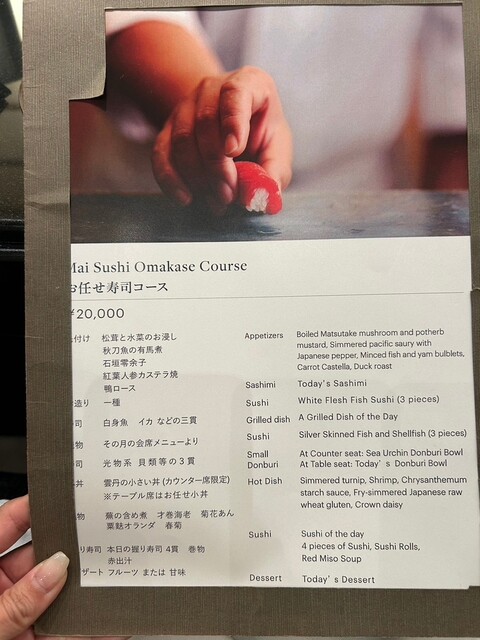 Mai Sushi Omakase Course
お任せ寿司コース
¥20,000
付け 松茸と水菜のお浸し
秋刀魚の有馬煮
石垣零余子
紅葉人参カステラ焼
鴨ロース
造り 一種
司 白身魚 イカ などの三貫
物 その月の会席メニューより
司 光物系 貝類等の3貫
丼 雲丹の小さい丼 (カウンター席限定)
※テーブル席はお任せ小丼
物 蕪の含め煮 才巻海老 菊花あん
粟麩オランダ 春菊
り寿司 本日の握り寿司 4貫 巻物
赤出汁
ザート フルーツ または 甘味
Appetizers Boiled Matsutake mushroom and potherb
mustard, Simmered pacific saury with
Japanese pepper, Minced fish and yam bulblets,
Carrot Castella, Duck roast
Sashimi Today's Sashimi
Sushi White Flesh Fish Sushi (3 pieces)
Grilled dish A Grilled Dish of the Day
Sushi Silver Skinned Fish and Shellfish (3 pieces)
Small At Counter seat: Sea Urchin Donburi Bowl
Donburi At Table seat: Today's Donburi Bowl
Hot Dish Simmered turnip, Shrimp, Chrysanthemum
starch sauce, Fry-simmered Japanese raw
wheat gluten, Crown daisy
Sushi Sushi of the day
4 pieces of Sushi, Sushi Rolls,
Red Miso Soup
Dessert Today's Dessert